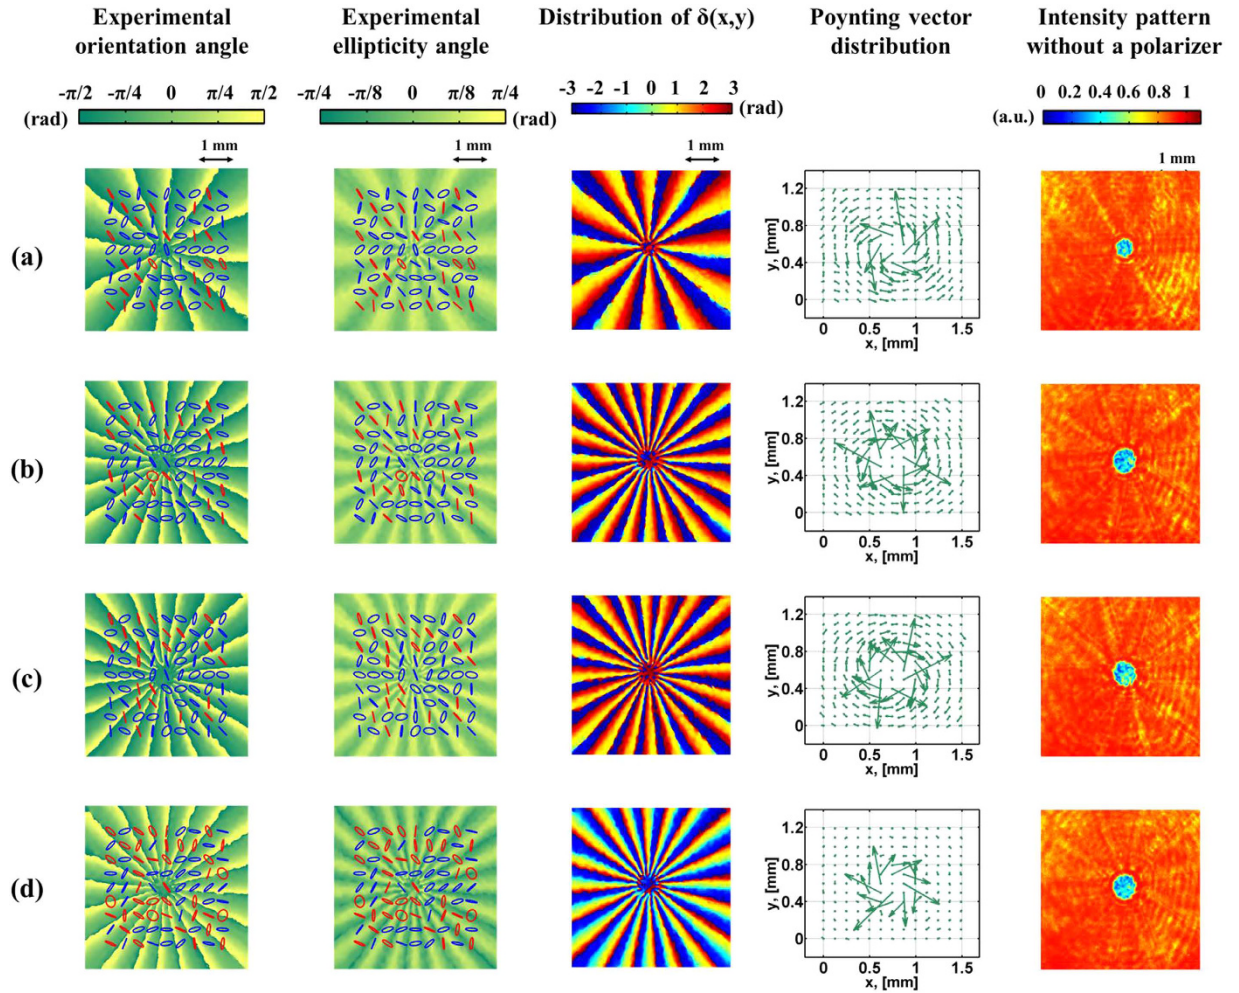 Experimental
orientation angle
Experimental
ellipticity angle
Distribution of δ(x,y)
Poynting vector
distribution
Intensity pattern
without a polarizer
-π/2 -π/4 0 π/4 π/2
(rad)
-π/4 -π/8 0 π/8 π/4
(rad)
-3 -2 -1 0 1 2 3
(rad)
0 0.2 0.4 0.6 0.8 1
(a.u.)
1 mm
1 mm
1 mm
1 mm
(a)
1.2
0.8
0.4
0
y, [mm]
0 0.5 1 1.5
x, [mm]
(b)
1.2
0.8
0.4
0
y, [mm]
0 0.5 1 1.5
x, [mm]
(c)
1.2
0.8
0.4
0
y, [mm]
0 0.5 1 1.5
x, [mm]
(d)
1.2
0.8
0.4
0
y, [mm]
0 0.5 1 1.5
x, [mm]